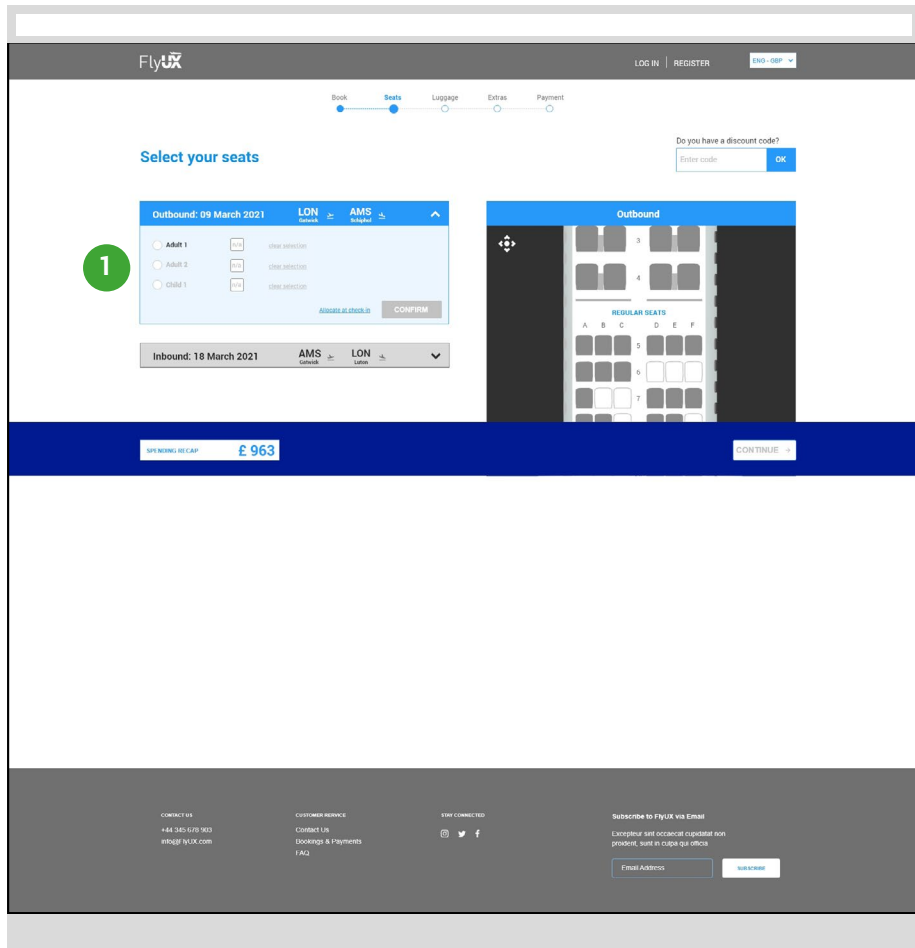 FlyUX
LOG IN | REGISTER
ENG - GBP
Book Seats Luggage Extras Payment
Do you have a discount code?
Select your seats
Enter code
OK
Outbound: 09 March 2021
LON AMS
Gatwick Schiphol
1
Adult 1 n/a clear selection
Adult 2 n/a clear selection
Child 1 n/a clear selection
Allocate at check-in
CONFIRM
Inbound: 18 March 2021
AMS LON
Gatwick Luton
Outbound
3
4
REGULAR SEATS
A B C D E F
5
6
7
SPENDING RECAP £ 963
CONTINUE
CONTACT US
+44 345 678 903
info@FlyUX.com
CUSTOMER SERVICE
Contact Us
Bookings & Payments
FAQ
STAY CONNECTED
Subscribe to FlyUX via Email
Excepteur sint occaecat cupidatat non
proident, sunt in culpa qui officia
Email Address
SUBSCRIBE